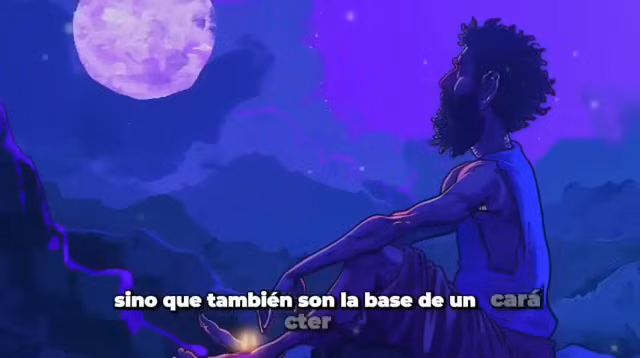 sino que también son la base de un cará
cter